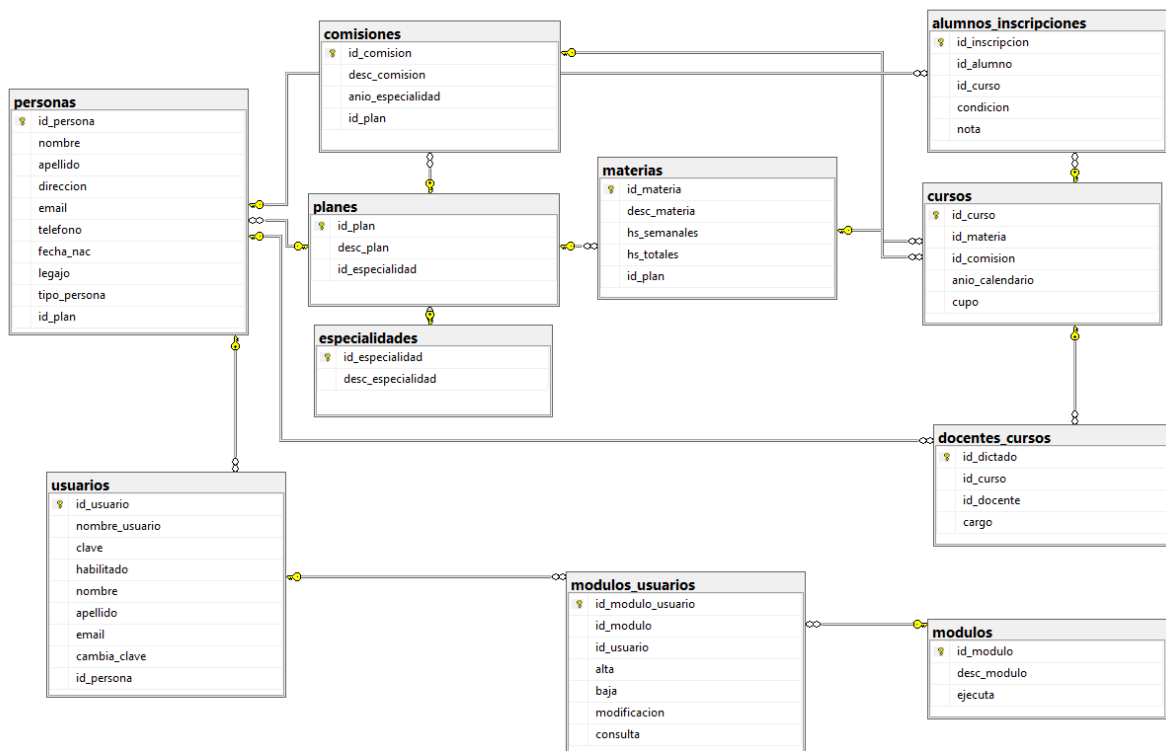 comisiones
id_comision
desc_comision
anio_especialidad
id_plan
alumnos_inscripciones
id_inscripcion
id_alumno
id_curso
condicion
nota
personas
id_persona
nombre
apellido
direccion
email
telefono
fecha_nac
legajo
tipo_persona
id_plan
planes
id_plan
desc_plan
id_especialidad
materias
id_materia
desc_materia
hs_semanales
hs_totales
id_plan
cursos
id_curso
id_materia
id_comision
anio_calendario
cupo
especialidades
id_especialidad
desc_especialidad
docentes_cursos
id_dictado
id_curso
id_docente
cargo
usuarios
id_usuario
nombre_usuario
clave
habilitado
nombre
apellido
email
cambia_clave
id_persona
modulos_usuarios
id_modulo_usuario
id_modulo
id_usuario
alta
baja
modificacion
consulta
modulos
id_modulo
desc_modulo
ejecuta